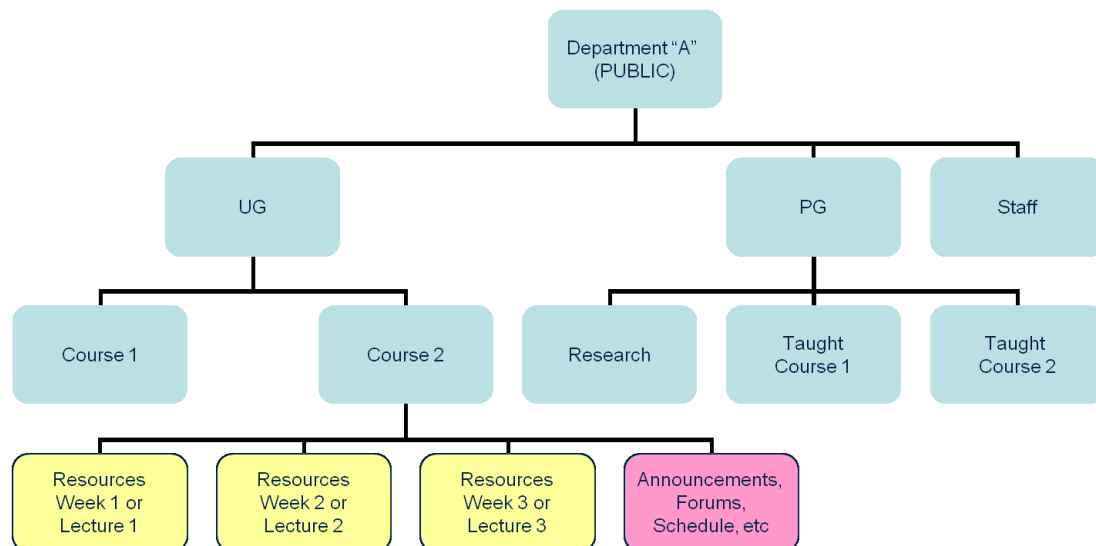 Department “A”
(PUBLIC)
UG
PG
Staff
Course 1
Course 2
Research
Taught
Course 1
Taught
Course 2
Resources
Week 1 or
Lecture 1
Resources
Week 2 or
Lecture 2
Resources
Week 3 or
Lecture 3
Announcements,
Forums,
Schedule, etc